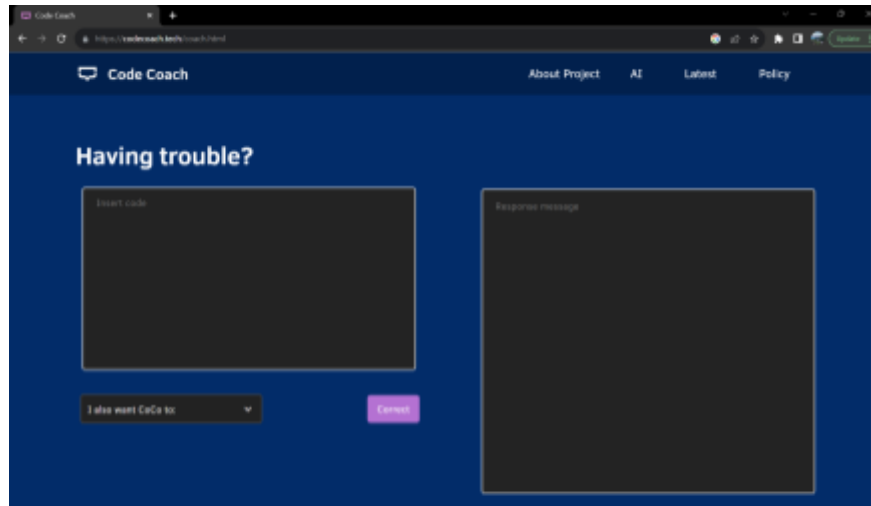 Code Coach
https://codecoach.tech/coach.html
Update
Code Coach
About Project AI Latest Policy
Having trouble?
Insert code
Response message
I also want CoCo to:
Correct